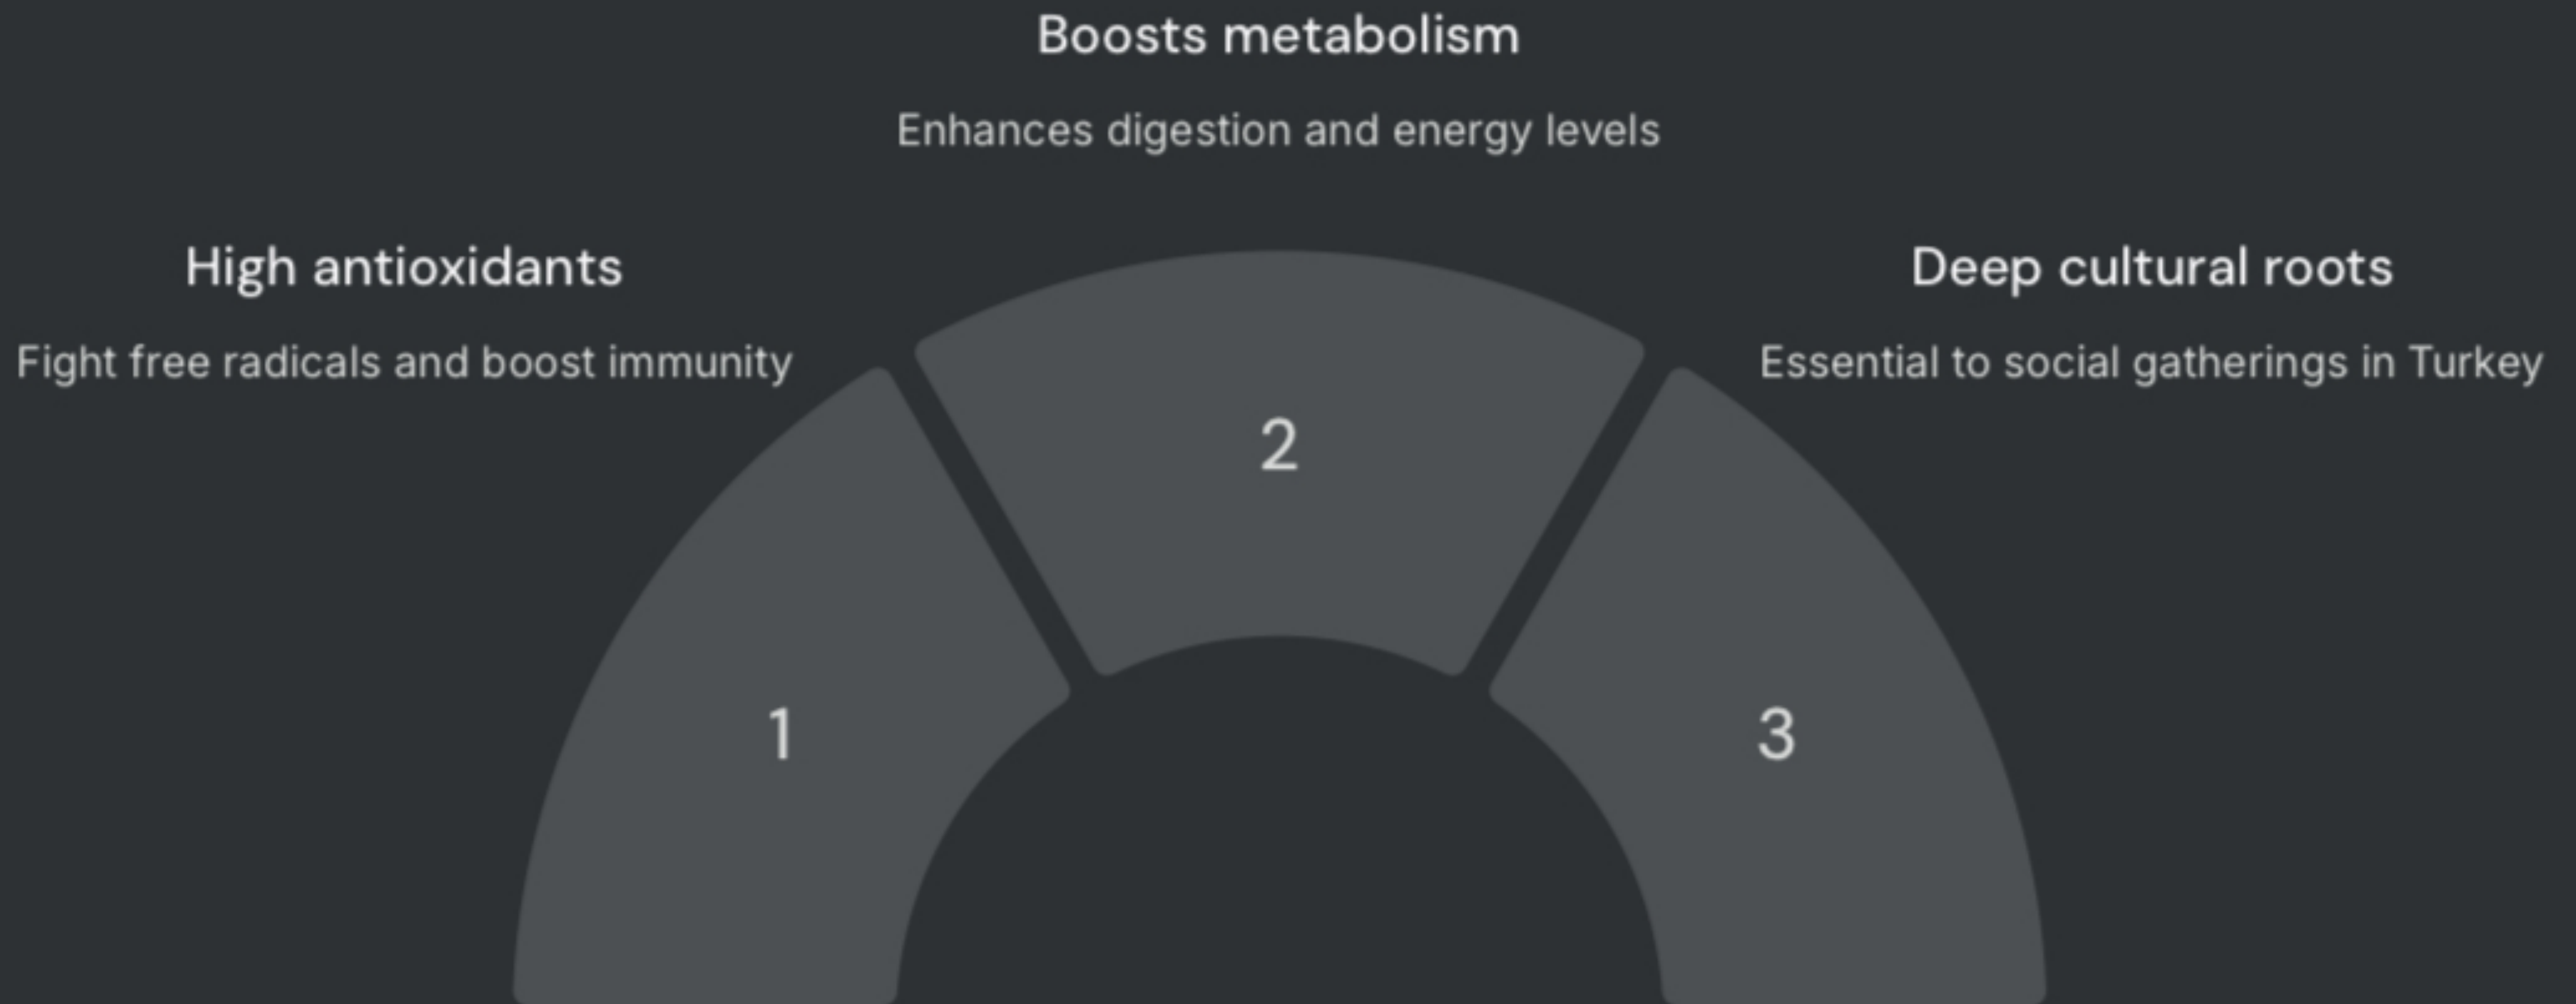 Boosts metabolism
Enhances digestion and energy levels
High antioxidants
Fight free radicals and boost immunity
Deep cultural roots
Essential to social gatherings in Turkey
1
2
3